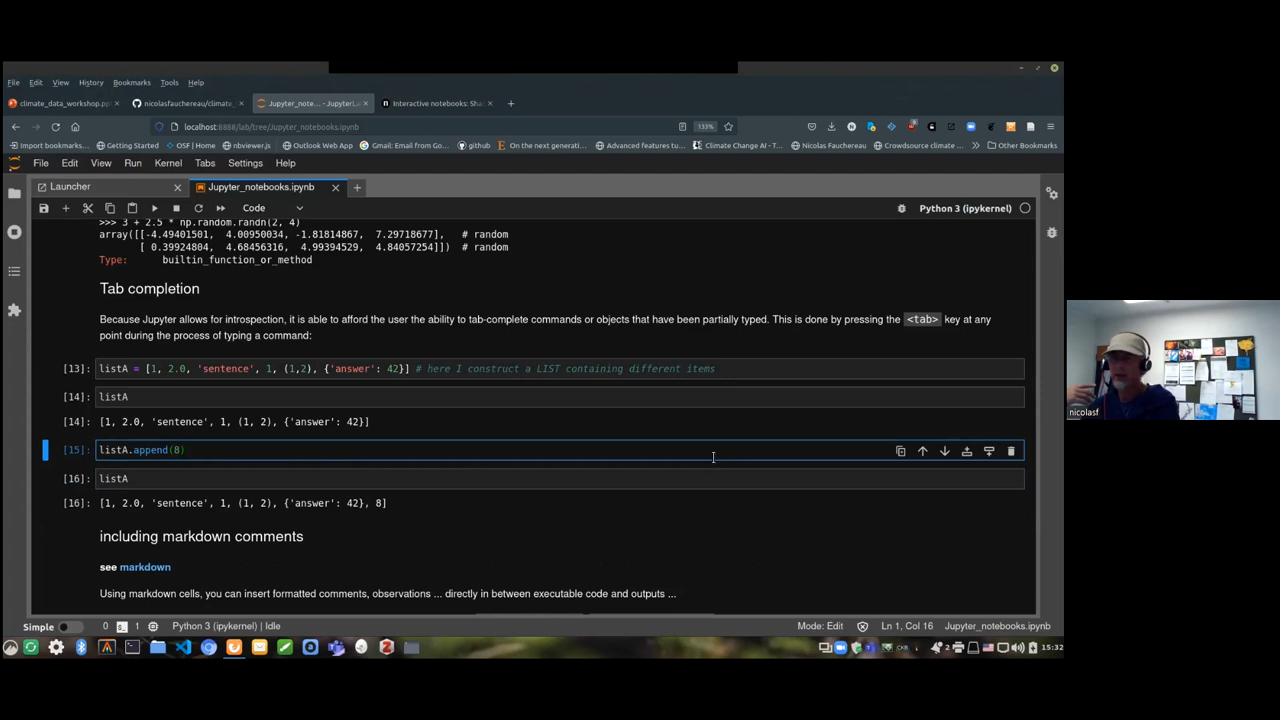 File Edit View History Bookmarks Tools Help
climate_data_workshop.pp
nicolasfauchereau/climate_
Jupyter_note... - JupyterLa
Interactive notebooks: Sha
localhost:8888/lab/tree/Jupyter_notebooks.ipynb
133%
Import bookmarks... Getting Started OSF | Home nbviewer.js Outlook Web App Gmail: Email from Go... github On the next generati... Advanced features tu... Climate Change AI - T... Nicolas Fauchereau Crowdsource climate ... Other Bookmarks
File Edit View Run Kernel Tabs Settings Help
Launcher
Jupyter_notebooks.ipynb
Code
Python 3 (ipykernel)
>>> 3 + 2.5 * np.random.randn(2, 4)
array([[-4.49401501, 4.00950034, -1.81814867, 7.29718677], # random
[ 0.39924804, 4.68456316, 4.99394529, 4.84057254]]) # random
Type: builtin_function_or_method
Tab completion
Because Jupyter allows for introspection, it is able to afford the user the ability to tab-complete commands or objects that have been partially typed. This is done by pressing the <tab> key at any
point during the process of typing a command:
[13]: listA = [1, 2.0, 'sentence', 1, (1,2), {'answer': 42}] # here I construct a LIST containing different items
[14]: listA
[14]: [1, 2.0, 'sentence', 1, (1, 2), {'answer': 42}]
[15]: listA.append(8)
[16]: listA
[16]: [1, 2.0, 'sentence', 1, (1, 2), {'answer': 42}, 8]
including markdown comments
see markdown
Using markdown cells, you can insert formatted comments, observations ... directly in between executable code and outputs ...
nicolasf
Simple 0 1 Python 3 (ipykernel) | Idle Mode: Edit Ln 1, Col 16 Jupyter_notebooks.ipynb
2 15:32